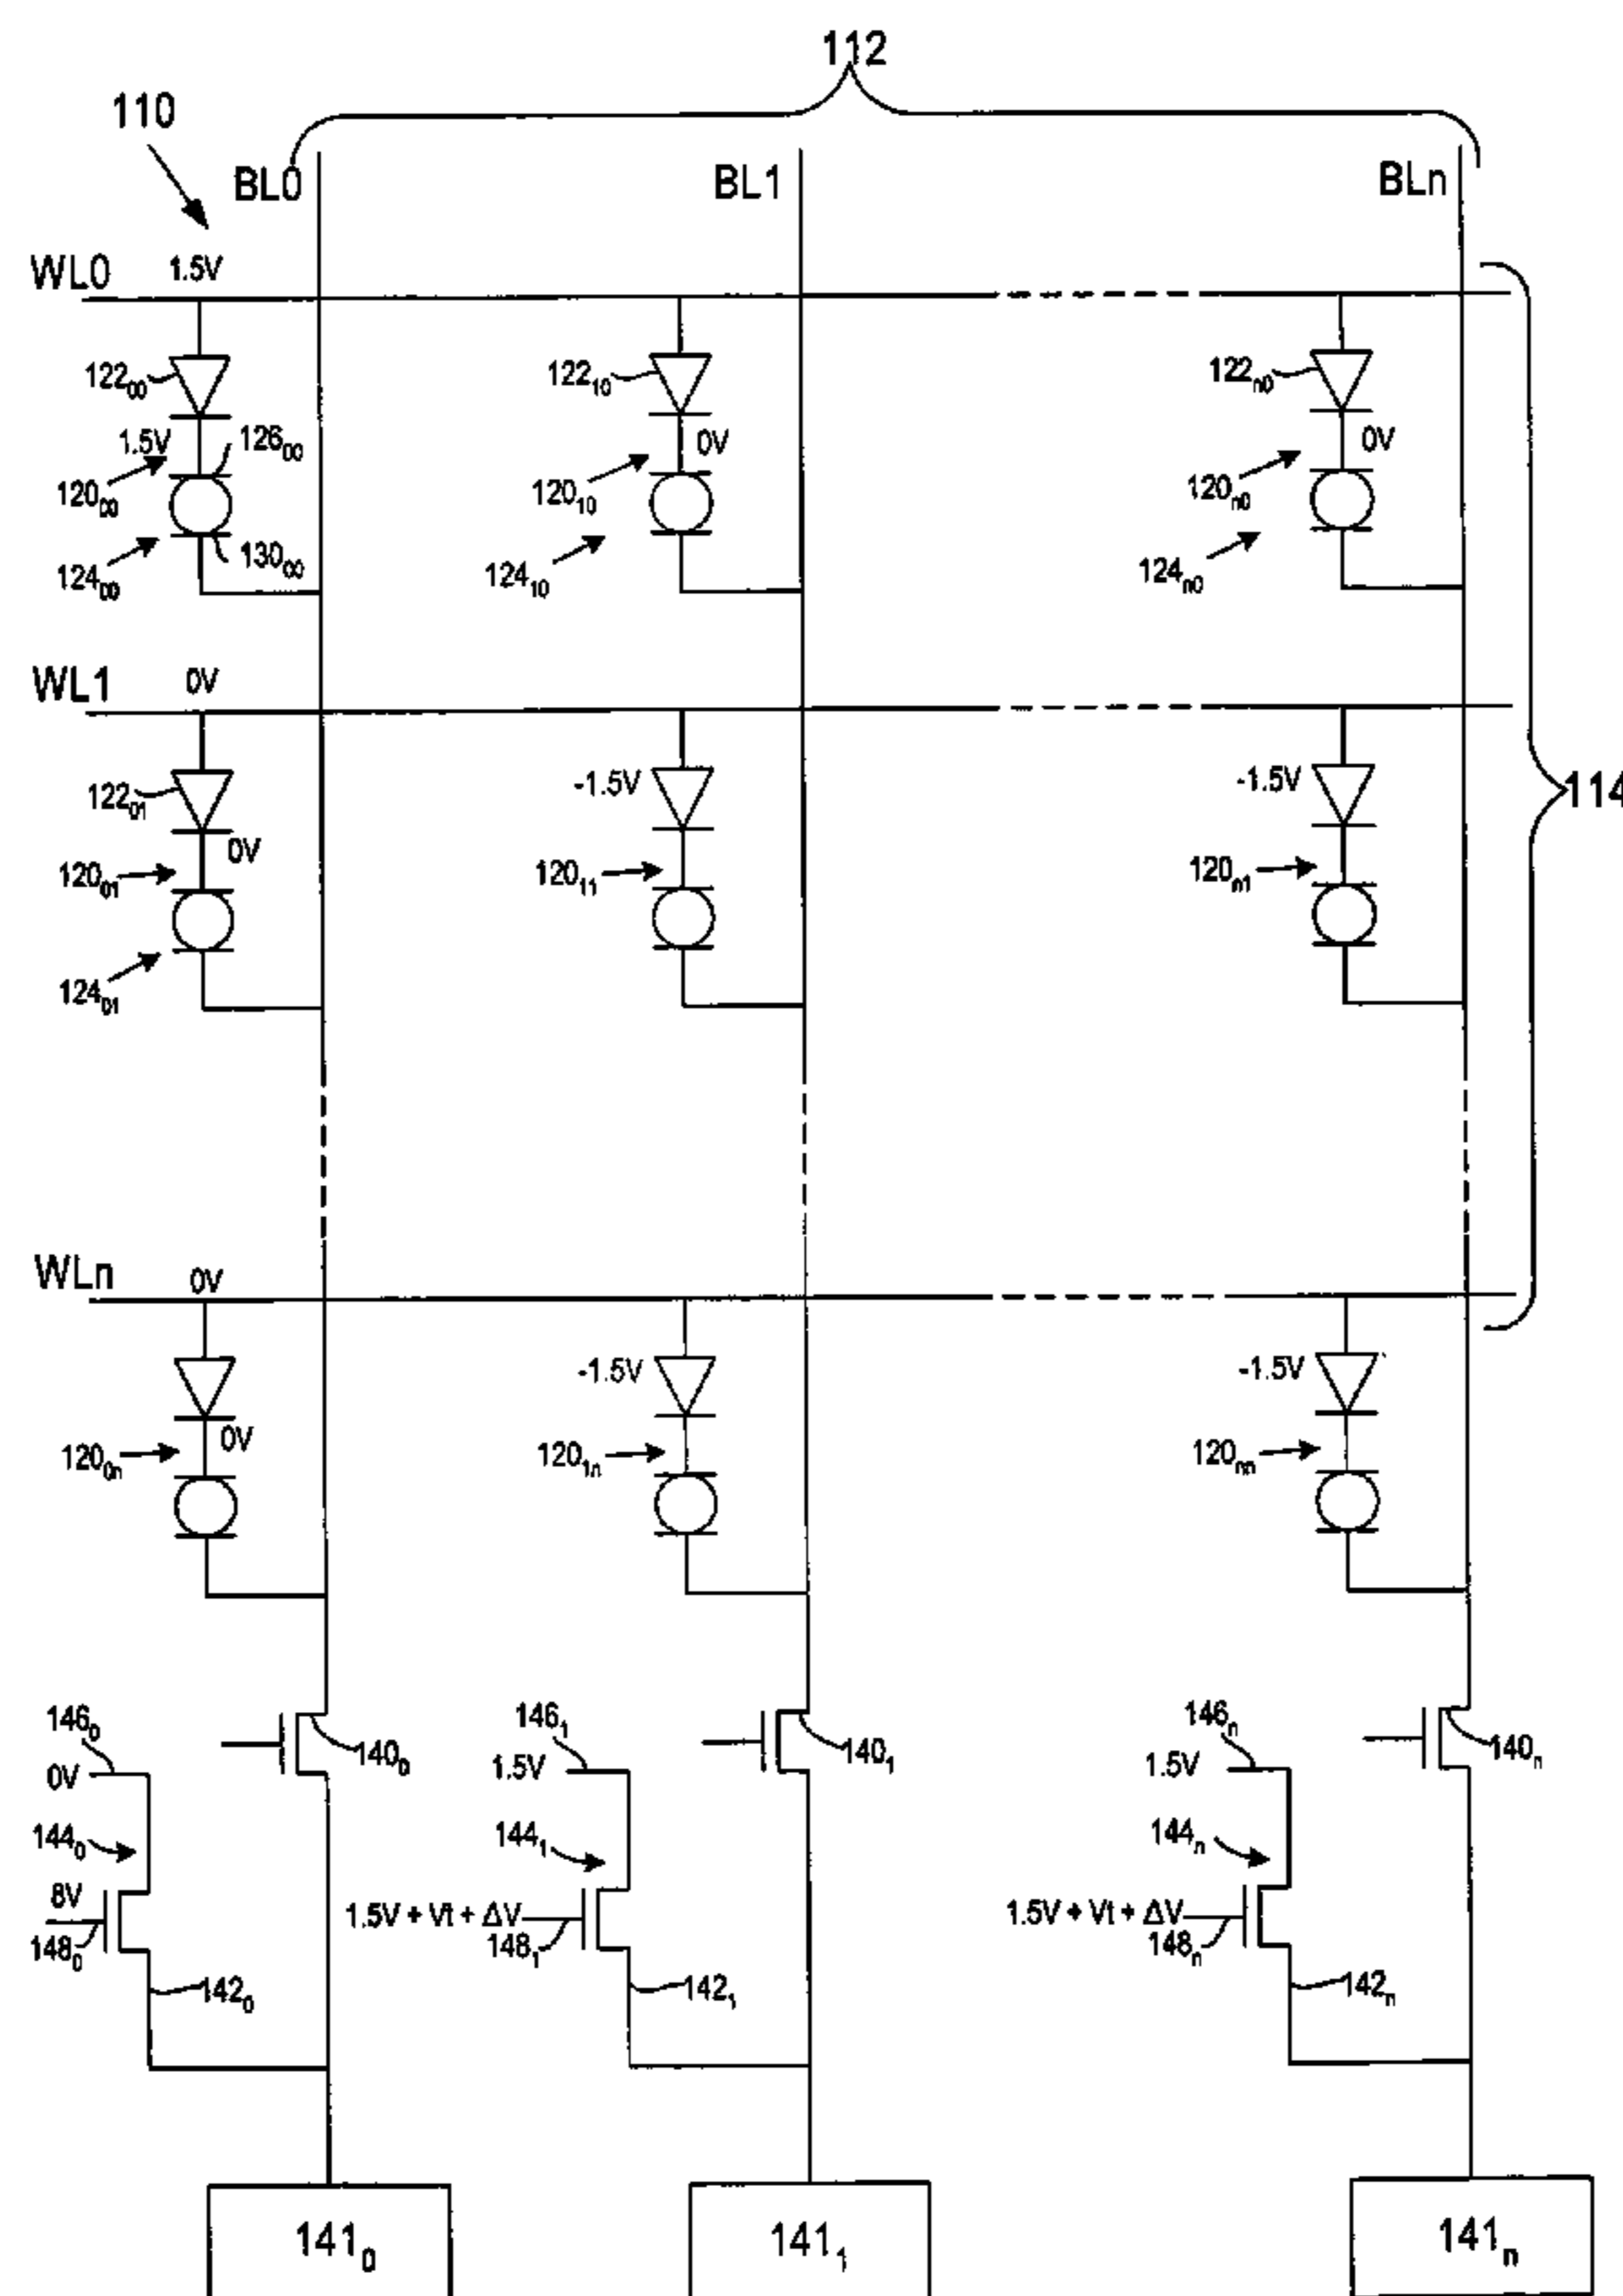 112
110
BL0 BL1 BLn
WL0 1.5V
122₀₀ 122₁₀ 122ₙ₀
1.5V 126₀₀ 0V 0V
120₀₀ 120₁₀ 120ₙ₀
124₀₀ 130₀₀ 124₁₀ 124ₙ₀
WL1 0V
122₀₁ -1.5V -1.5V 114
0V
120₀₁ 120₁₁ 120ₙ₁
124₀₁
WLn 0V
-1.5V -1.5V
0V
120₀ₙ 120₁ₙ 120ₙₙ
146₀ 146₁ 146ₙ
0V 140₀ 1.5V 140₁ 1.5V 140ₙ
144₀ 144₁ 144ₙ
8V 1.5V + Vt + ΔV 1.5V + Vt + ΔV
148₀ 148₁ 148ₙ
142₀ 142₁ 142ₙ
141₀ 141₁ 141ₙ